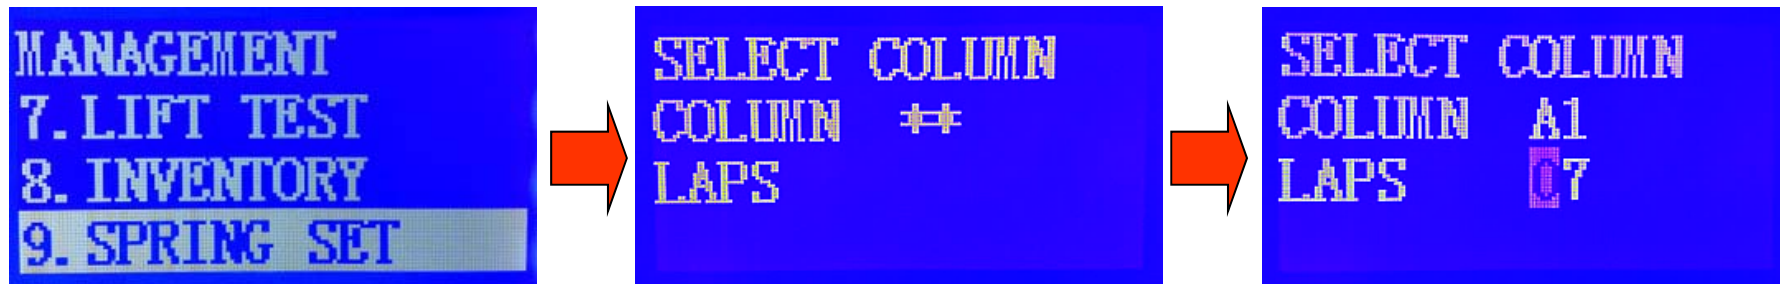 MANAGEMENT
7. LIFT TEST
8. INVENTORY
9. SPRING SET
SELECT COLUMN
COLUMN **
LAPS
SELECT COLUMN
COLUMN A1
LAPS 07